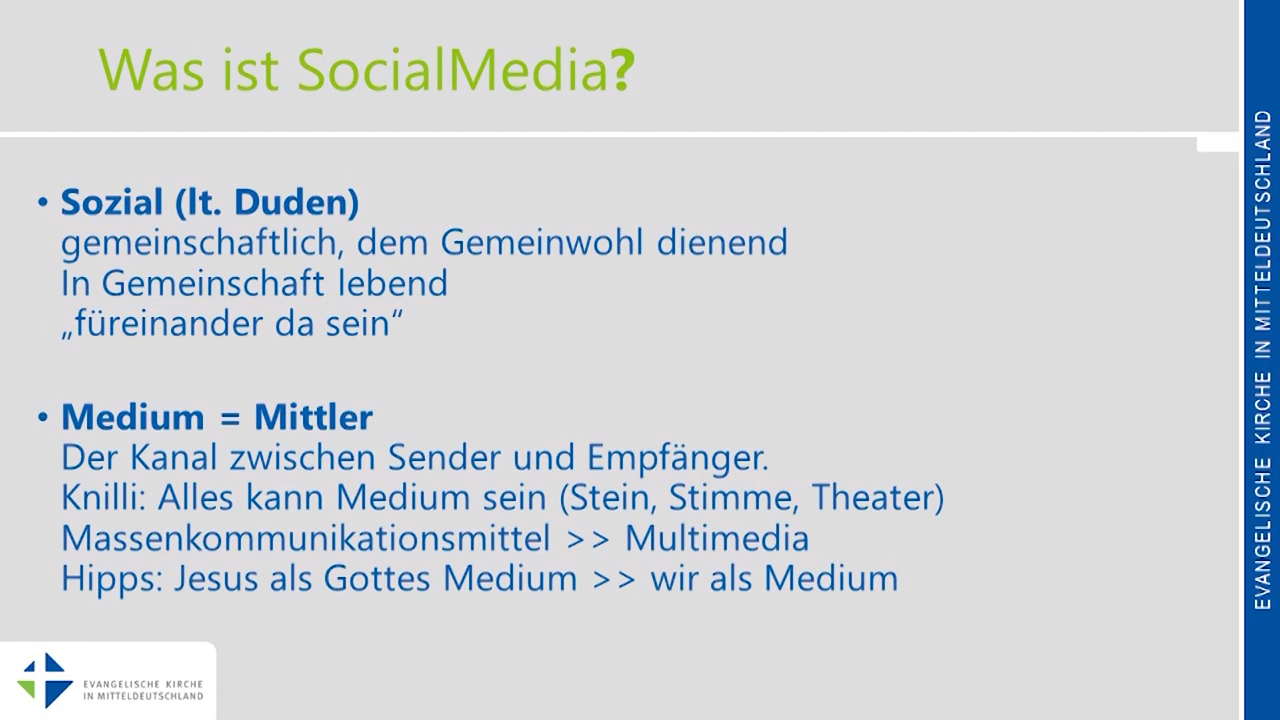 Was ist SocialMedia?
• Sozial (lt. Duden)
gemeinschaftlich, dem Gemeinwohl dienend
In Gemeinschaft lebend
„füreinander da sein“
• Medium = Mittler
Der Kanal zwischen Sender und Empfänger.
Knilli: Alles kann Medium sein (Stein, Stimme, Theater)
Massenkommunikationsmittel >> Multimedia
Hipps: Jesus als Gottes Medium >> wir als Medium
EVANGELISCHE KIRCHE
IN MITTELDEUTSCHLAND
EVANGELISCHE KIRCHE IN MITTELDEUTSCHLAND